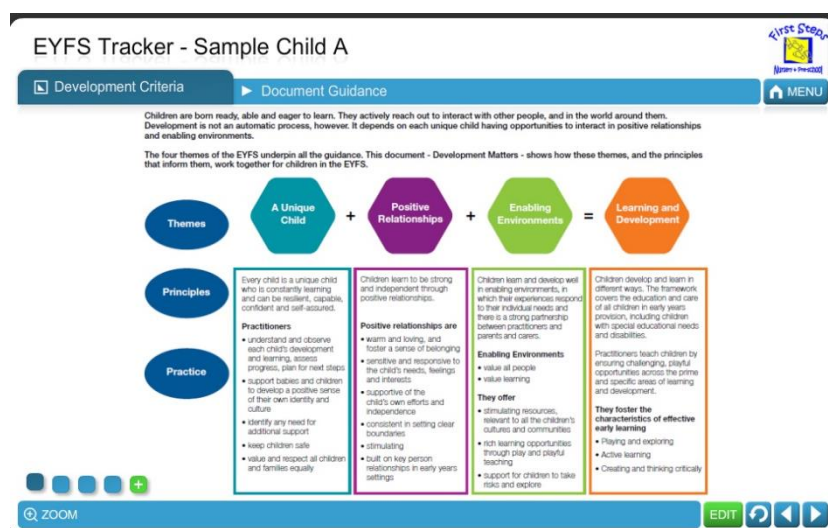 EYFS Tracker - Sample Child A
First Steps
Nursery + Pre-school
Development Criteria
Document Guidance
MENU
Children are born ready, able and eager to learn. They actively reach out to interact with other people, and in the world around them.
Development is not an automatic process, however. It depends on each unique child having opportunities to interact in positive relationships
and enabling environments.
The four themes of the EYFS underpin all the guidance. This document - Development Matters - shows how these themes, and the principles
that inform them, work together for children in the EYFS.
Themes
A Unique
Child
+
Positive
Relationships
+
Enabling
Environments
=
Learning and
Development
Principles
Every child is a unique child
who is constantly learning
and can be resilient, capable,
confident and self-assured.
Children learn to be strong
and independent through
positive relationships.
Children learn and develop well
in enabling environments, in
which their experiences respond
to their individual needs and
there is a strong partnership
between practitioners and
parents and carers.
Children develop and learn in
different ways. The framework
covers the education and care
of all children in early years
provision, including children
with special educational needs
and disabilities.
Practice
Practitioners
• understand and observe
each child's development
and learning, assess
progress, plan for next steps
• support babies and children
to develop a positive sense
of their own identity and
culture
• identify any need for
additional support
• keep children safe
• value and respect all children
and families equally
Positive relationships are
• warm and loving, and
foster a sense of belonging
• sensitive and responsive to
the child's needs, feelings
and interests
• supportive of the
child's own efforts and
independence
• consistent in setting clear
boundaries
• stimulating
• built on key person
relationships in early years
settings
Enabling Environments
• value all people
• value learning
They offer
• stimulating resources,
relevant to all the children's
cultures and communities
• rich learning opportunities
through play and playful
teaching
• support for children to take
risks and explore
Practitioners teach children by
ensuring challenging, playful
opportunities across the prime
and specific areas of learning
and development.
They foster the
characteristics of effective
early learning
• Playing and exploring
• Active learning
• Creating and thinking critically
+
ZOOM
EDIT